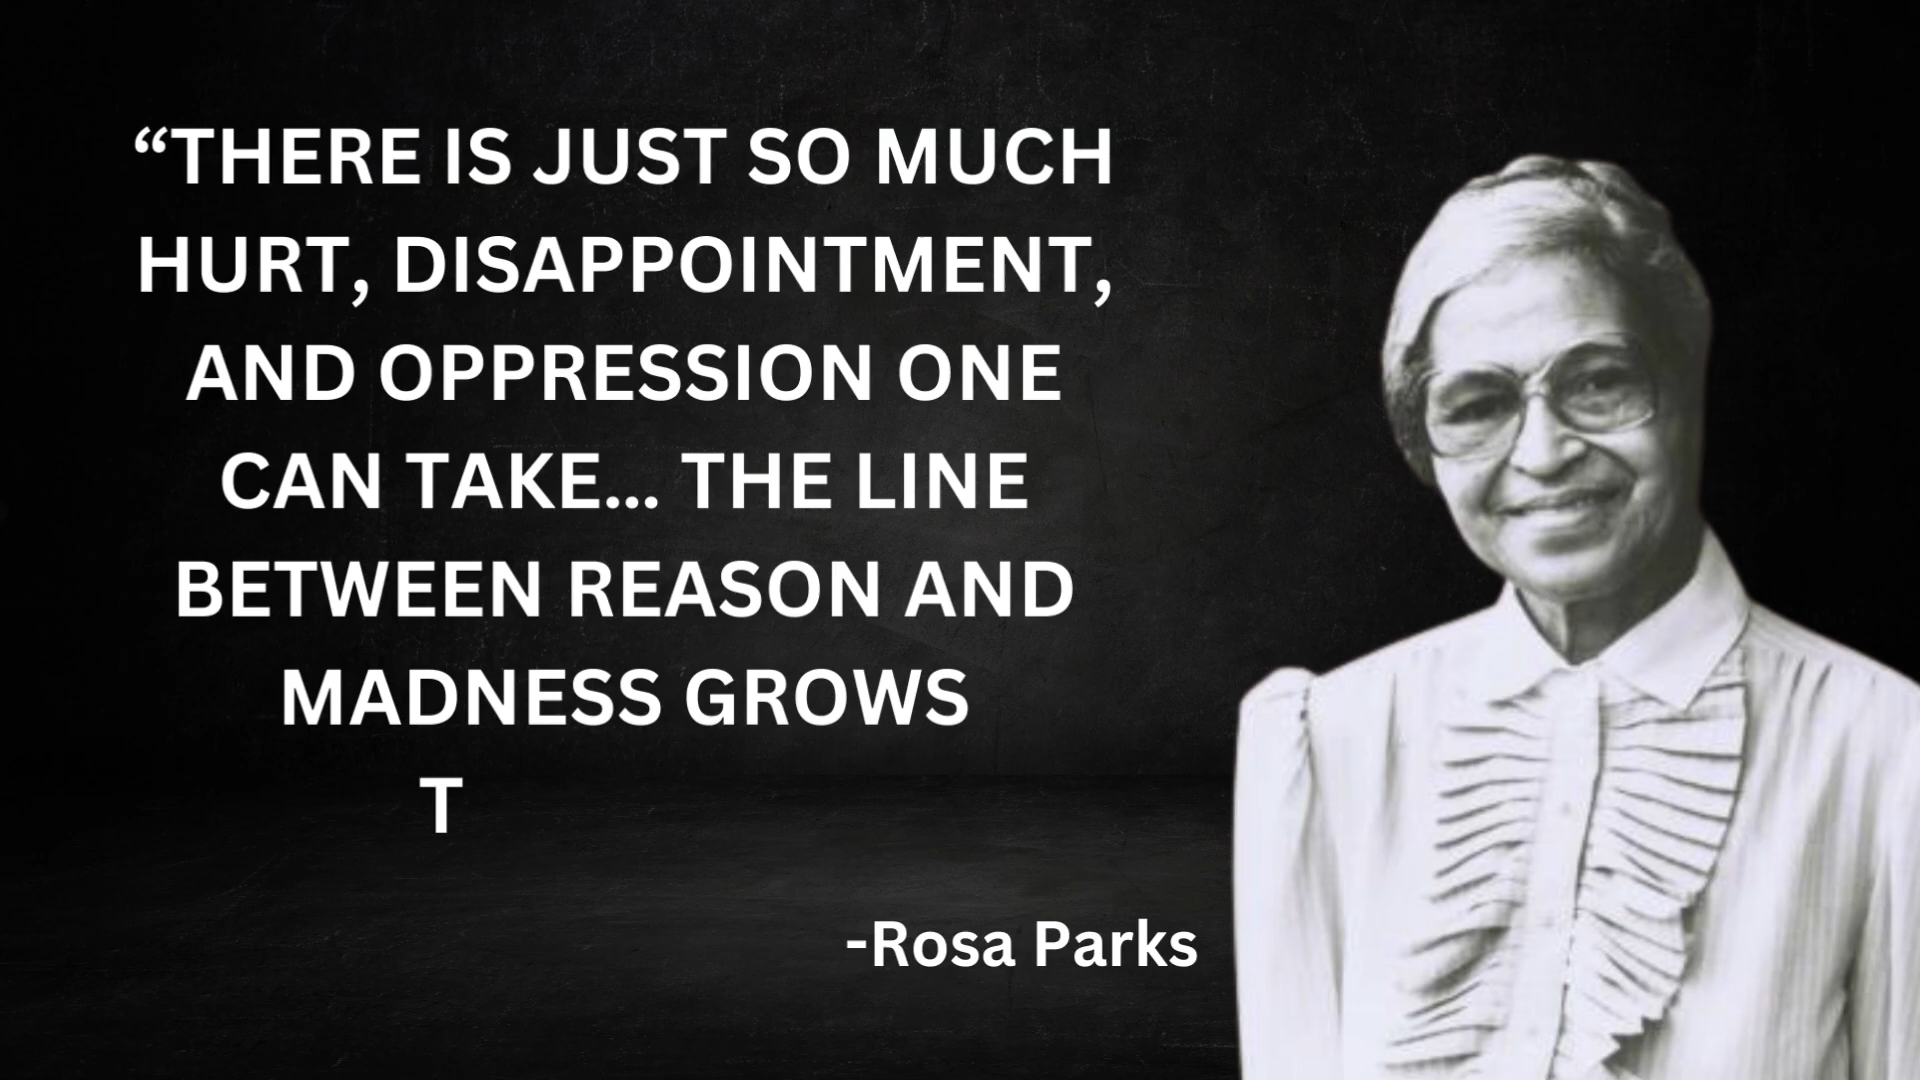 “THERE IS JUST SO MUCH
HURT, DISAPPOINTMENT,
AND OPPRESSION ONE
CAN TAKE... THE LINE
BETWEEN REASON AND
MADNESS GROWS
T
-Rosa Parks